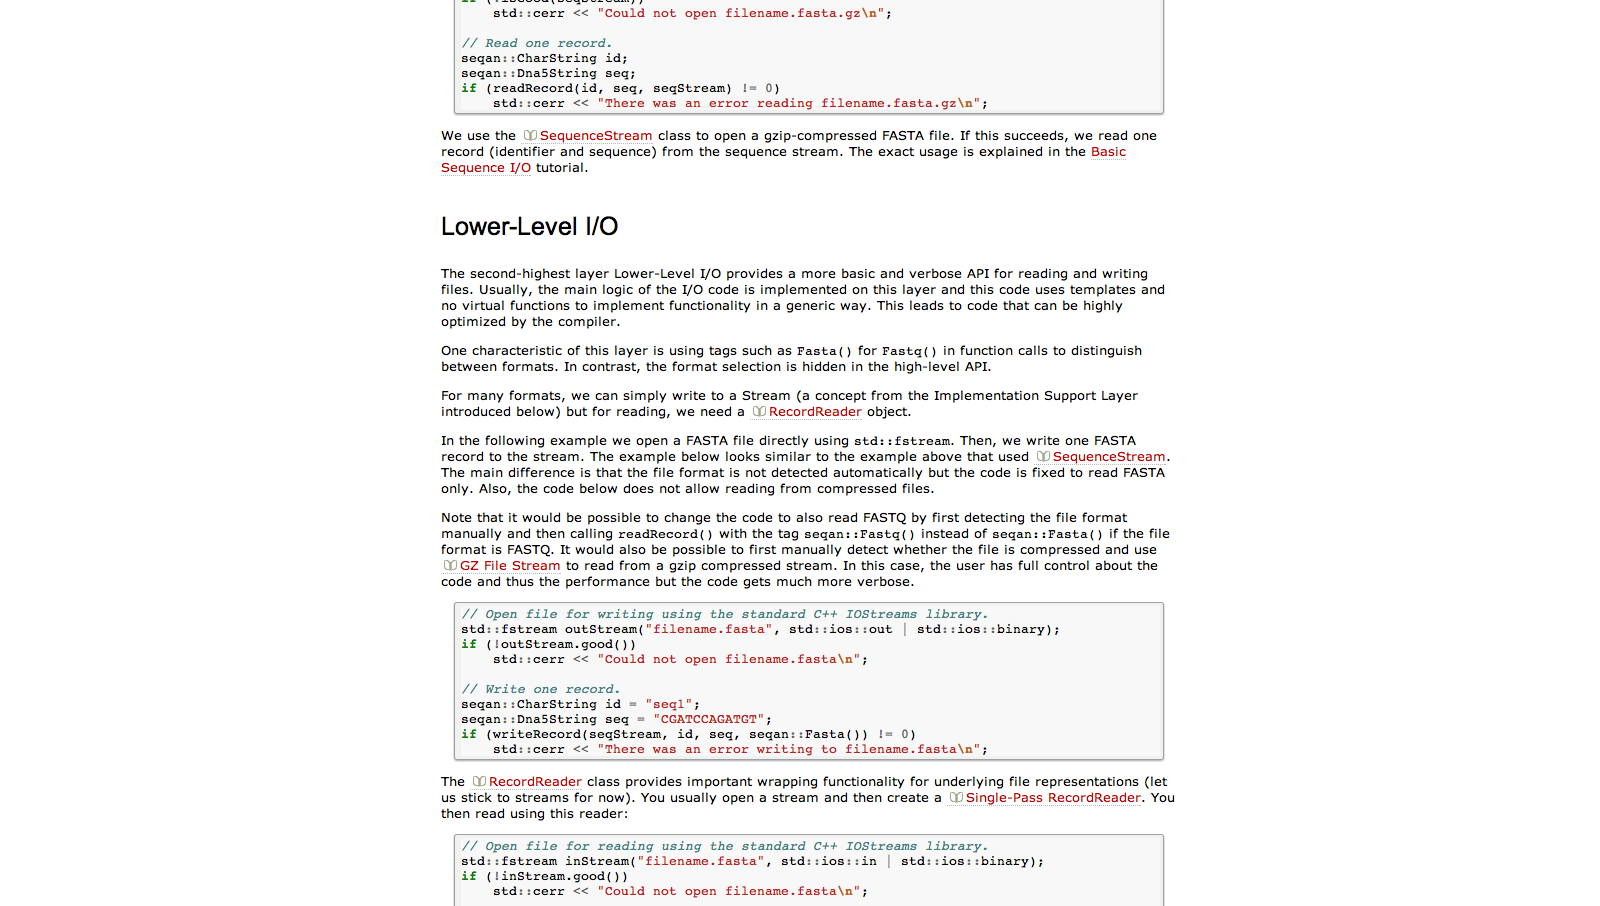 std::cerr << "Could not open filename.fasta.gz\n";
// Read one record.
seqan::CharString id;
seqan::Dna5String seq;
if (readRecord(id, seq, seqStream) != 0)
std::cerr << "There was an error reading filename.fasta.gz\n";
We use the SequenceStream class to open a gzip-compressed FASTA file. If this succeeds, we read one
record (identifier and sequence) from the sequence stream. The exact usage is explained in the Basic
Sequence I/O tutorial.
Lower-Level I/O
The second-highest layer Lower-Level I/O provides a more basic and verbose API for reading and writing
files. Usually, the main logic of the I/O code is implemented on this layer and this code uses templates and
no virtual functions to implement functionality in a generic way. This leads to code that can be highly
optimized by the compiler.
One characteristic of this layer is using tags such as Fasta() for Fastq() in function calls to distinguish
between formats. In contrast, the format selection is hidden in the high-level API.
For many formats, we can simply write to a Stream (a concept from the Implementation Support Layer
introduced below) but for reading, we need a RecordReader object.
In the following example we open a FASTA file directly using std::fstream. Then, we write one FASTA
record to the stream. The example below looks similar to the example above that used SequenceStream.
The main difference is that the file format is not detected automatically but the code is fixed to read FASTA
only. Also, the code below does not allow reading from compressed files.
Note that it would be possible to change the code to also read FASTQ by first detecting the file format
manually and then calling readRecord() with the tag seqan::Fastq() instead of seqan::Fasta() if the file
format is FASTQ. It would also be possible to first manually detect whether the file is compressed and use
GZ File Stream to read from a gzip compressed stream. In this case, the user has full control about the
code and thus the performance but the code gets much more verbose.
// Open file for writing using the standard C++ IOStreams library.
std::fstream outStream("filename.fasta", std::ios::out | std::ios::binary);
if (!outStream.good())
std::cerr << "Could not open filename.fasta\n";
// Write one record.
seqan::CharString id = "seq1";
seqan::Dna5String seq = "CGATCCAGATGT";
if (writeRecord(seqStream, id, seq, seqan::Fasta()) != 0)
std::cerr << "There was an error writing to filename.fasta\n";
The RecordReader class provides important wrapping functionality for underlying file representations (let
us stick to streams for now). You usually open a stream and then create a Single-Pass RecordReader. You
then read using this reader:
// Open file for reading using the standard C++ IOStreams library.
std::fstream inStream("filename.fasta", std::ios::in | std::ios::binary);
if (!inStream.good())
std::cerr << "Could not open filename.fasta\n";